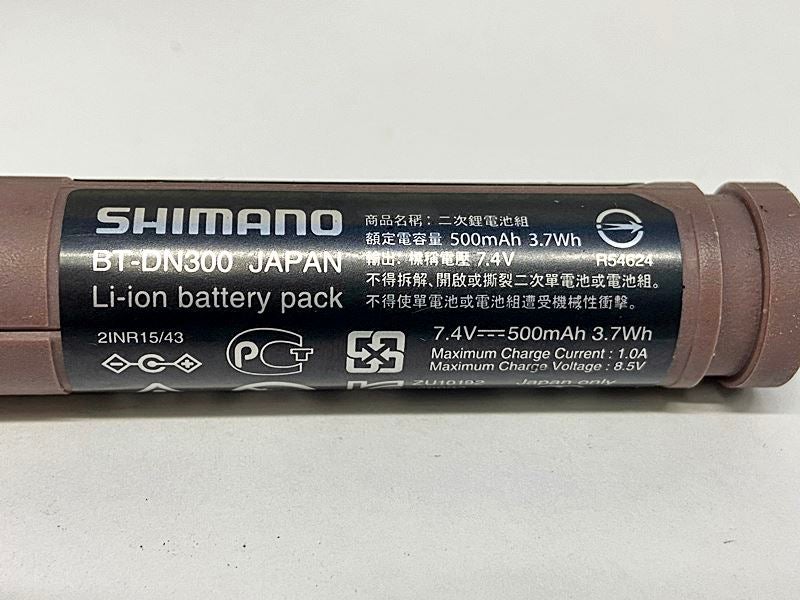 SHIMANO
BT-DN300 JAPAN
Li-ion battery pack
2INR15/43
PCT
商品名稱：二次鋰電池組
額定電容量 500mAh 3.7Wh
輸出: 標稱電壓 7.4V
R54624
不得拆解、開啟或撕裂二次單電池或電池組。
不得使單電池或電池組遭受機械性衝擊。
7.4V⎓500mAh 3.7Wh
Maximum Charge Current : 1.0A
Maximum Charge Voltage : 8.5V
ZU10192
Japan only